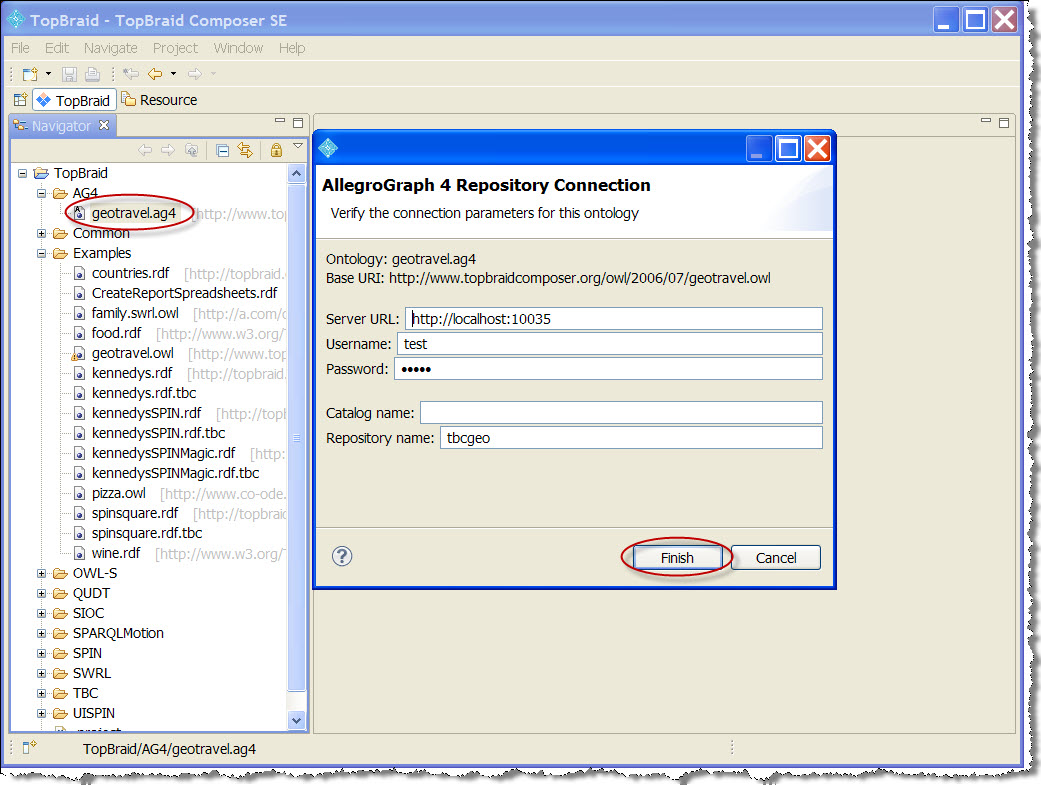 TopBraid - TopBraid Composer SE
File Edit Navigate Project Window Help
TopBraid Resource
Navigator
TopBraid
AG4
geotravel.ag4 [http://www.top
Common
Examples
countries.rdf [http://topbraid.
CreateReportSpreadsheets.rdf
family.swrl.owl [http://a.com/
food.rdf [http://www.w3.org/
geotravel.owl [http://www.to
kennedys.rdf [http://topbraid.
kennedys.rdf.tbc
kennedysSPIN.rdf [http://topb
kennedysSPIN.rdf.tbc
kennedysSPINMagic.rdf [http:
kennedysSPINMagic.rdf.tbc
pizza.owl [http://www.co-ode.
spinsquare.rdf [http://topbraid
spinsquare.rdf.tbc
wine.rdf [http://www.w3.org/
OWL-S
QUDT
SIOC
SPARQLMotion
SPIN
SWRL
TBC
UISPIN
.project
AllegroGraph 4 Repository Connection
Verify the connection parameters for this ontology
Ontology: geotravel.ag4
Base URI: http://www.topbraidcomposer.org/owl/2006/07/geotravel.owl
Server URL: http://localhost:10035
Username: test
Password: •••••
Catalog name:
Repository name: tbcgeo
? Finish Cancel
TopBraid/AG4/geotravel.ag4